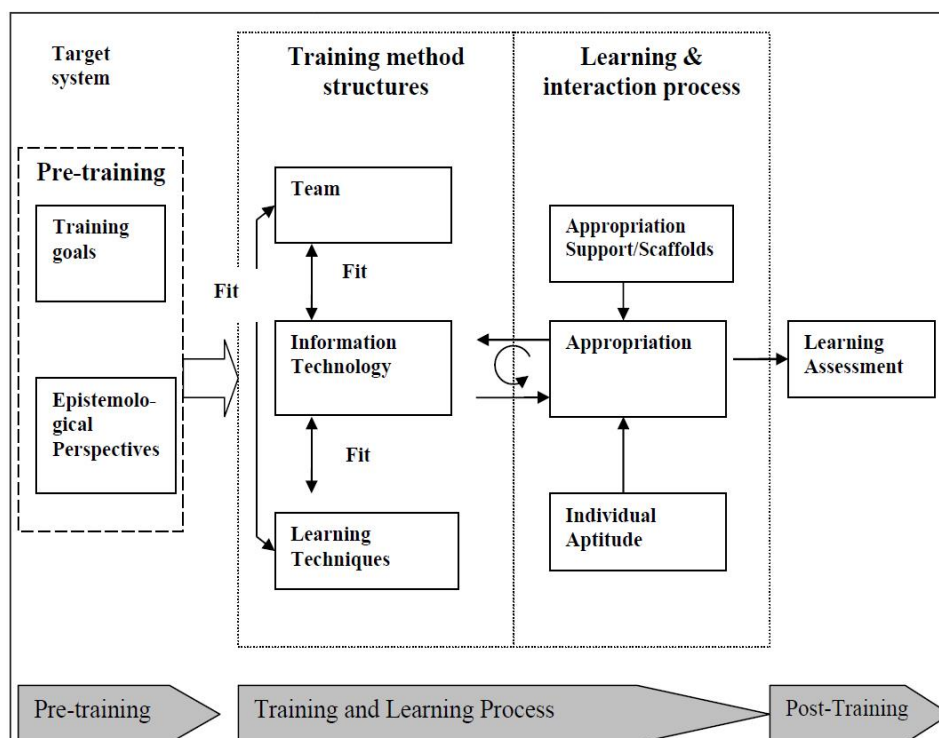 Target
system
Pre-training
Training
goals
Epistemolo-
gical
Perspectives
Fit
Training method
structures
Team
Fit
Information
Technology
Fit
Learning
Techniques
Learning &
interaction process
Appropriation
Support/Scaffolds
Appropriation
Individual
Aptitude
Learning
Assessment
Pre-training
Training and Learning Process
Post-Training